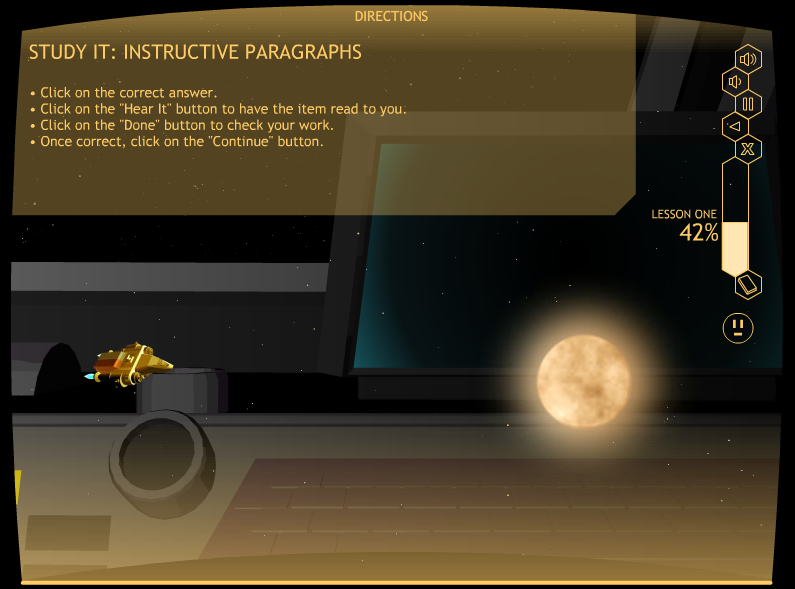 DIRECTIONS
STUDY IT: INSTRUCTIVE PARAGRAPHS
• Click on the correct answer.
• Click on the "Hear It" button to have the item read to you.
• Click on the "Done" button to check your work.
• Once correct, click on the "Continue" button.
X
LESSON ONE
42%
4